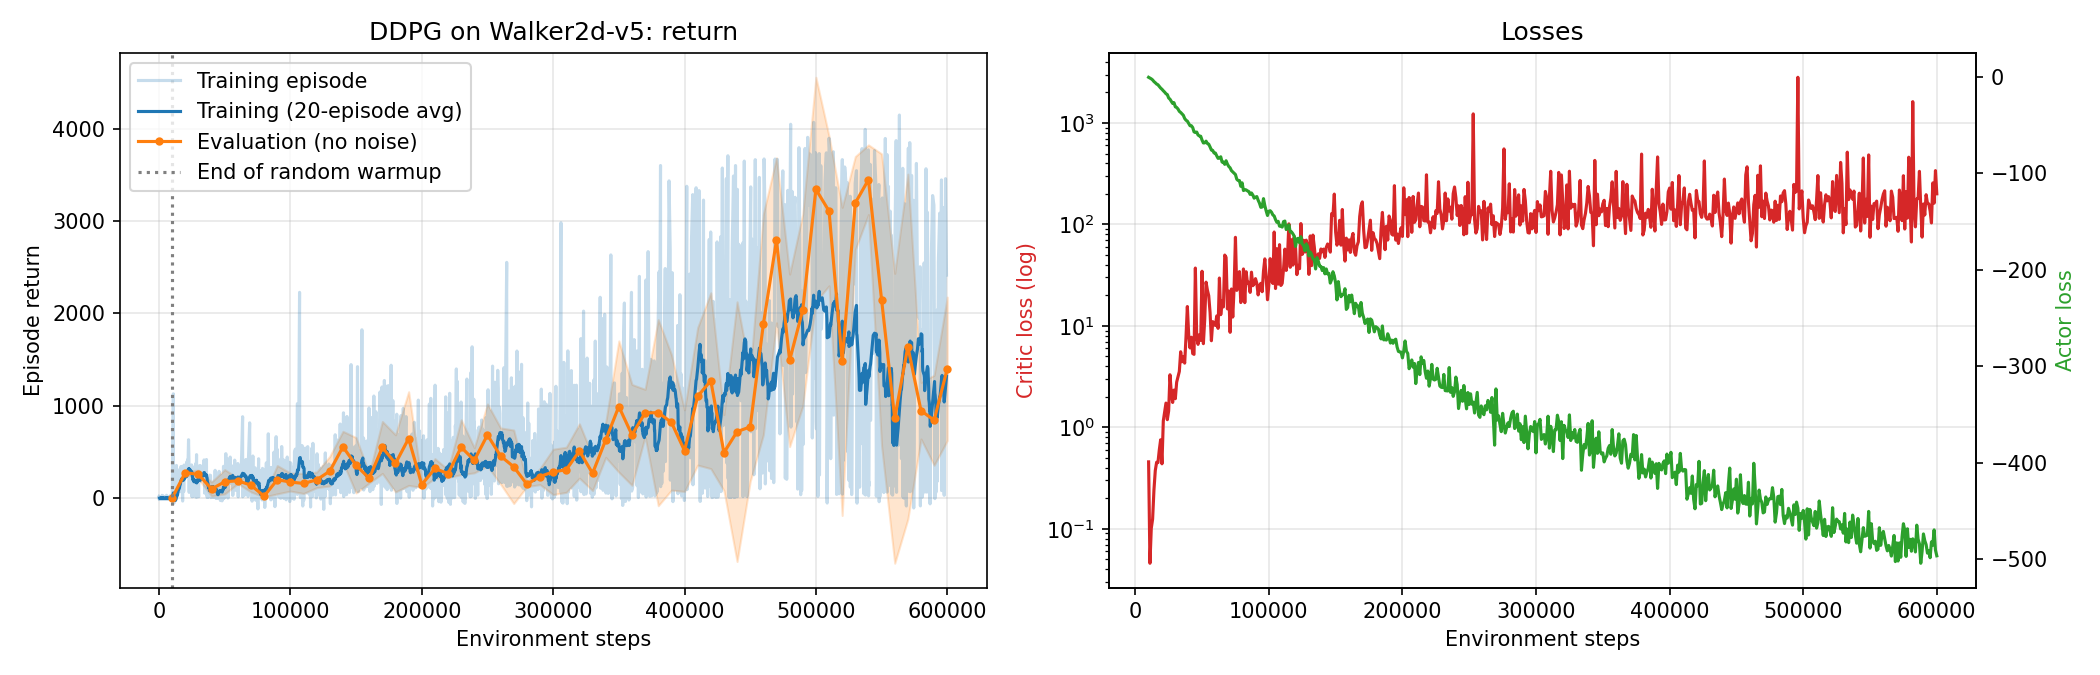 DDPG on Walker2d-v5: return
Training episode
Training (20-episode avg)
Evaluation (no noise)
End of random warmup
4000
3000
2000
1000
0
Episode return
0
100000
200000
300000
400000
500000
600000
Environment steps
Losses
10³
10²
10¹
10⁰
10⁻¹
Critic loss (log)
0
−100
−200
−300
−400
−500
Actor loss
0
100000
200000
300000
400000
500000
600000
Environment steps